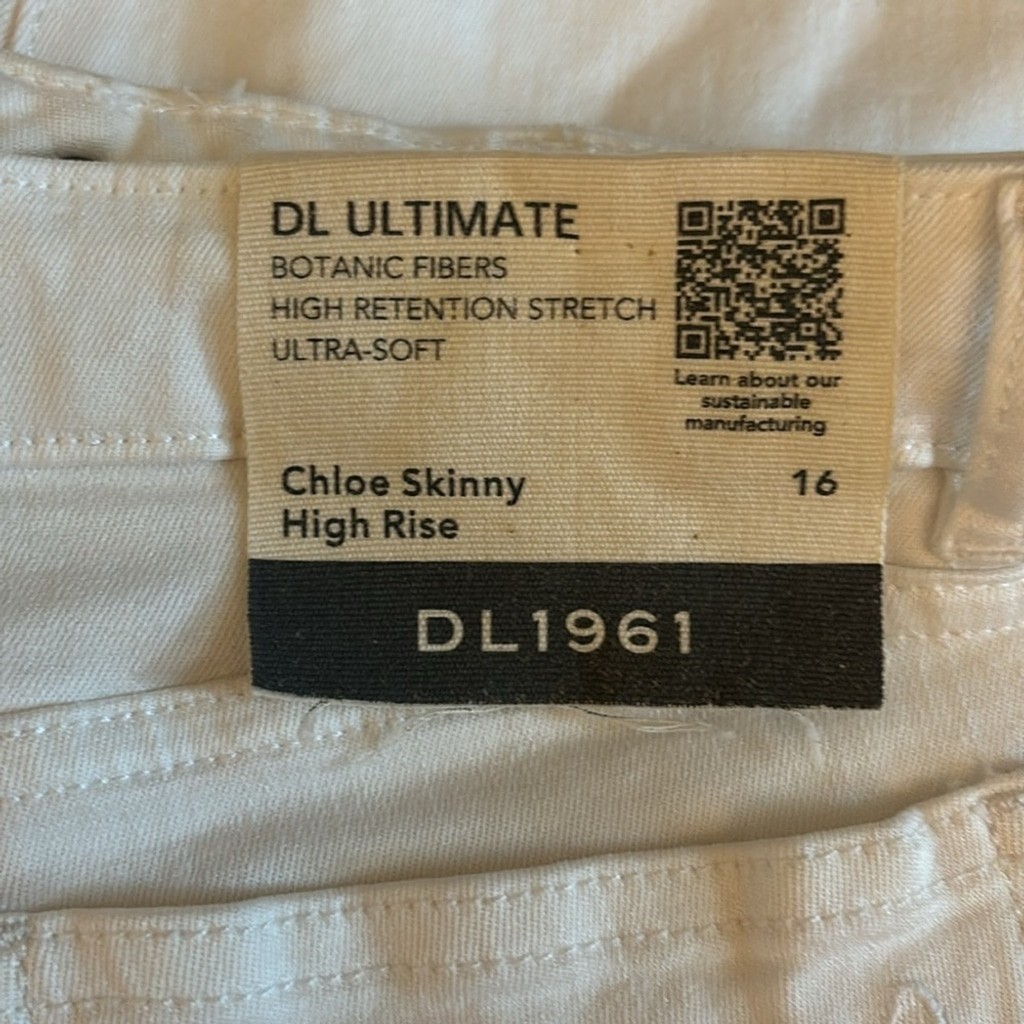 DL ULTIMATE
BOTANIC FIBERS
HIGH RETENTION STRETCH
ULTRA-SOFT
Learn about our
sustainable
manufacturing
Chloe Skinny 16
High Rise
DL1961